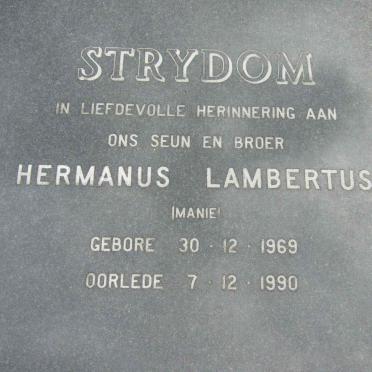 STRYDOM
IN LIEFDEVOLLE HERINNERING AAN
ONS SEUN EN BROER
HERMANUS LAMBERTUS
(MANIE)
GEBORE 30 · 12 · 1969
OORLEDE 7 · 12 · 1990